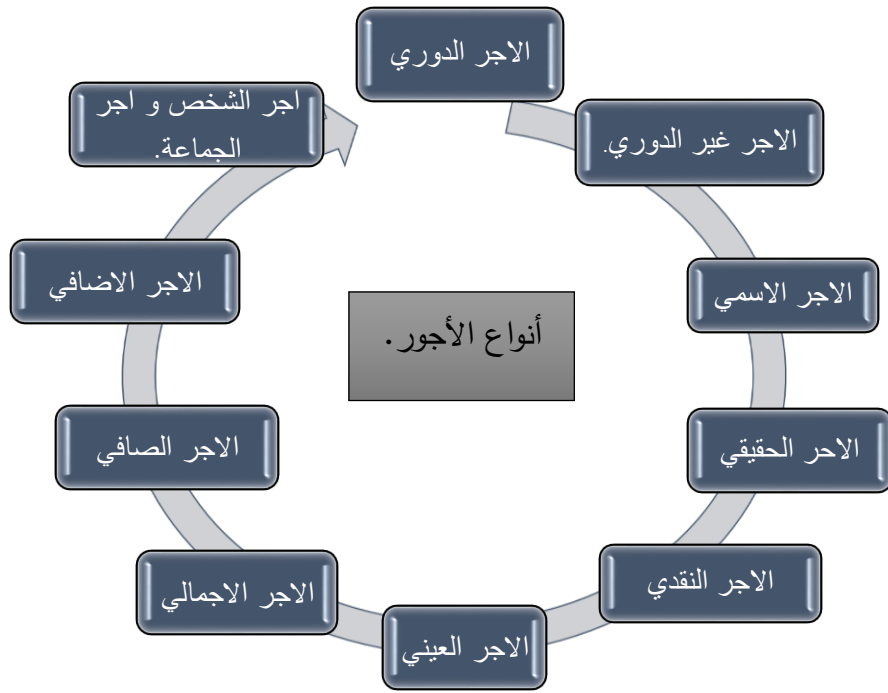 الاجر الدوري
الاجر غير الدوري.
الاجر الاسمي
الاحر الحقيقي
الاجر النقدي
الاجر العيني
الاجر الاجمالي
الاجر الصافي
الاجر الاضافي
اجر الشخص و اجر
الجماعة.
أنواع الأجور.